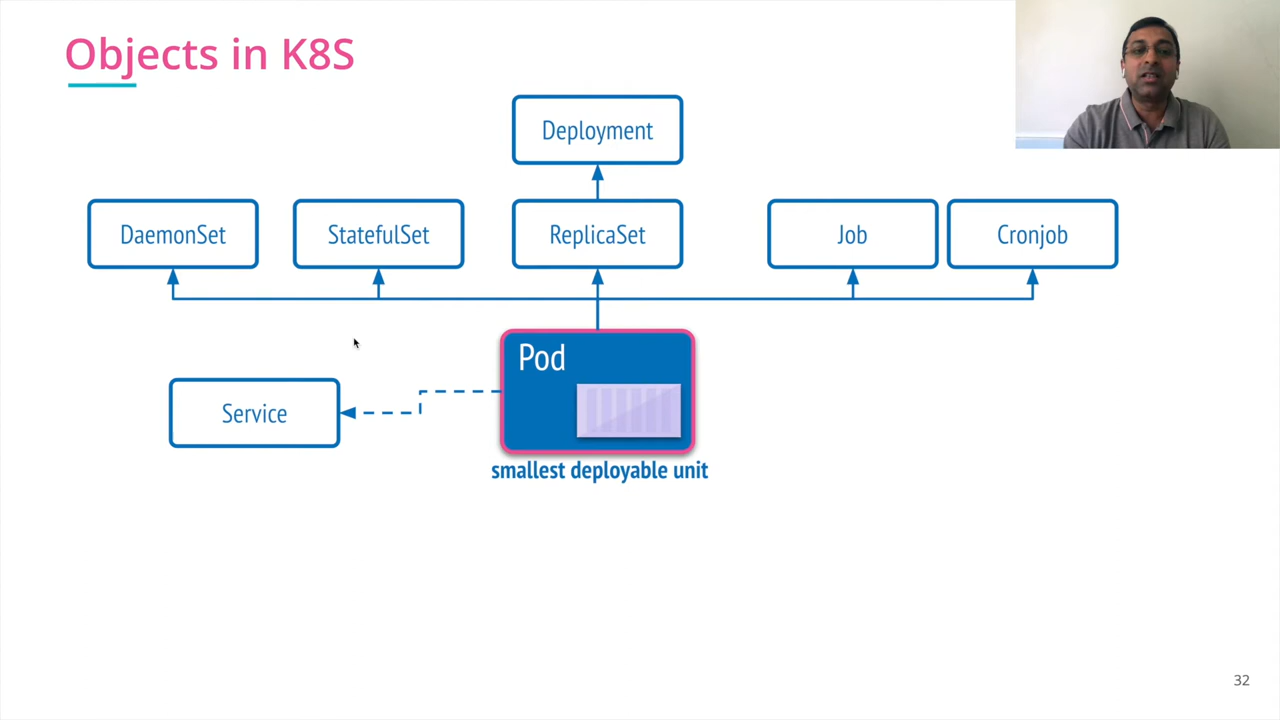 Objects in K8S
Deployment
DaemonSet
StatefulSet
ReplicaSet
Job
Cronjob
Pod
Service
smallest deployable unit
32